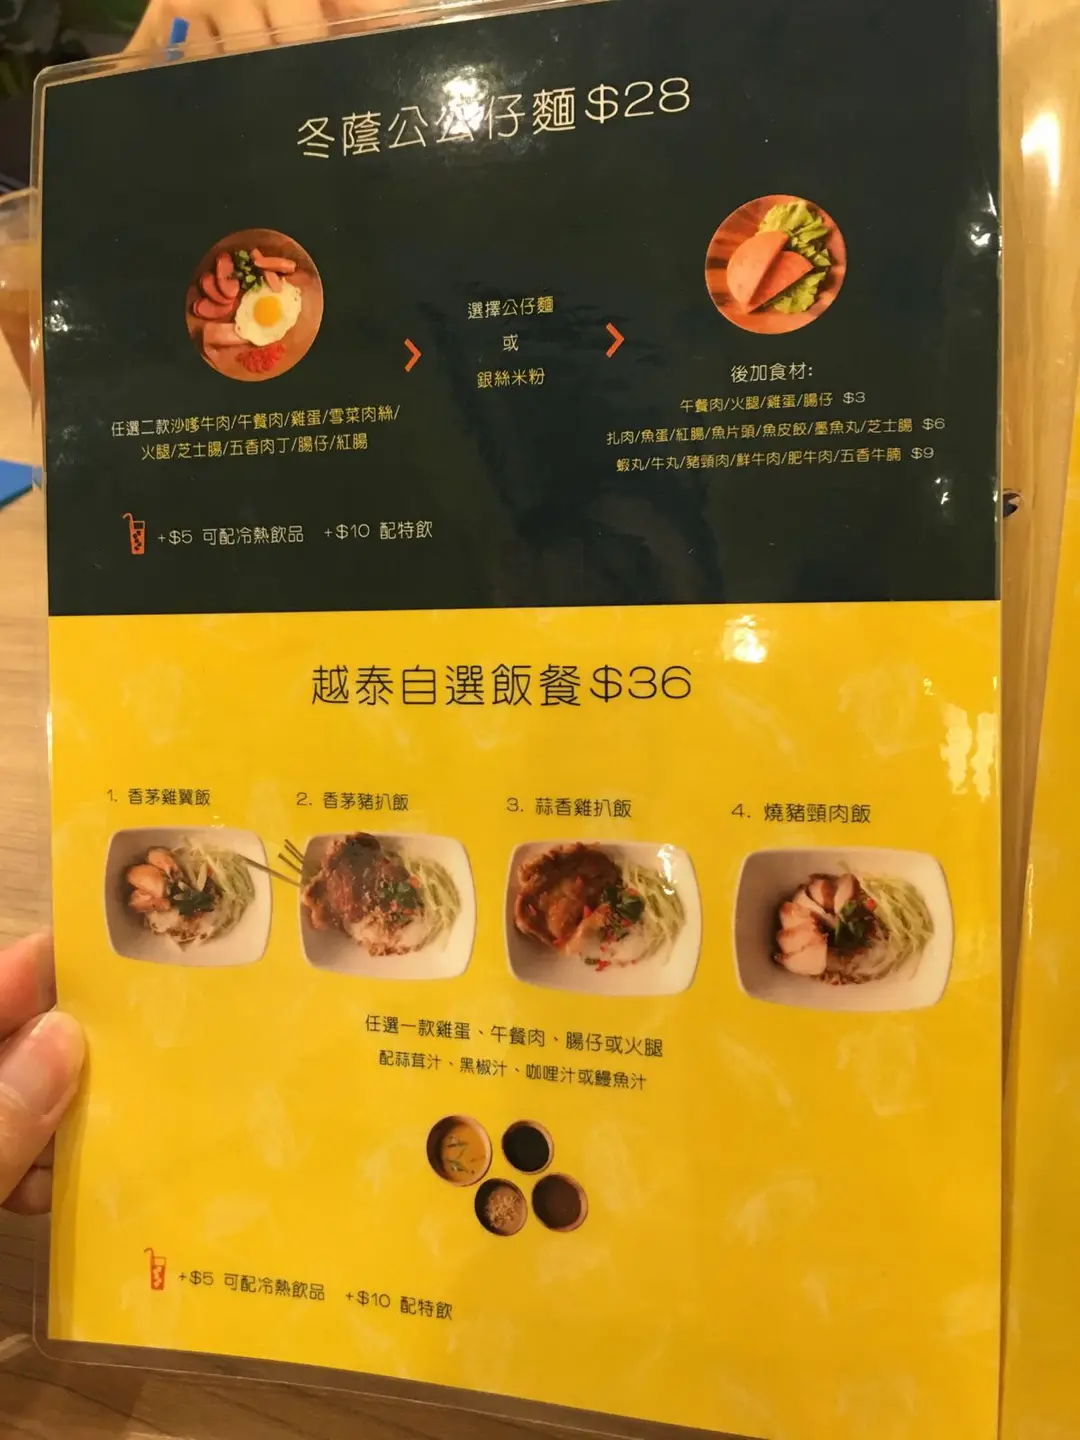 冬蔭公公仔麵$28
任選二款沙嗲牛肉/午餐肉/雞蛋/雪菜肉絲/
火腿/芝士腸/五香肉丁/腸仔/紅腸
選擇公仔麵
或
銀絲米粉
後加食材:
午餐肉/火腿/雞蛋/腸仔 $3
扎肉/魚蛋/紅腸/魚片頭/魚皮餃/墨魚丸/芝士腸 $6
蝦丸/牛丸/豬頸肉/鮮牛肉/肥牛肉/五香牛腩 $9
+$5 可配冷熱飲品 +$10 配特飲
越泰自選飯餐$36
1. 香茅雞翼飯
2. 香茅豬扒飯
3. 蒜香雞扒飯
4. 燒豬頸肉飯
任選一款雞蛋、午餐肉、腸仔或火腿
配蒜茸汁、黑椒汁、咖哩汁或鰻魚汁
+$5 可配冷熱飲品 +$10 配特飲